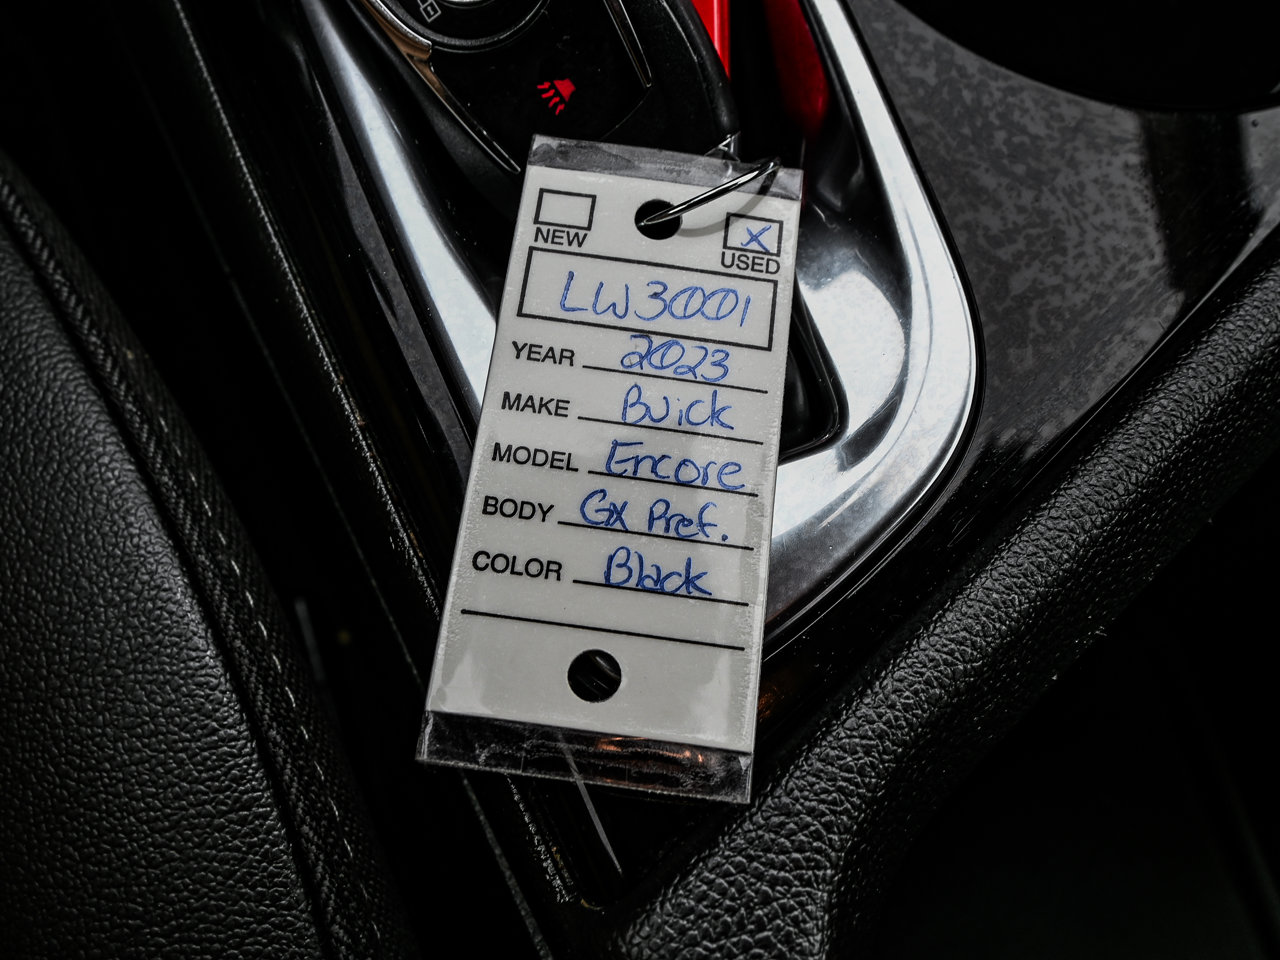 NEW
X
USED
LW3001
YEAR 2023
MAKE Buick
MODEL Encore
BODY Gx Pref.
COLOR Black